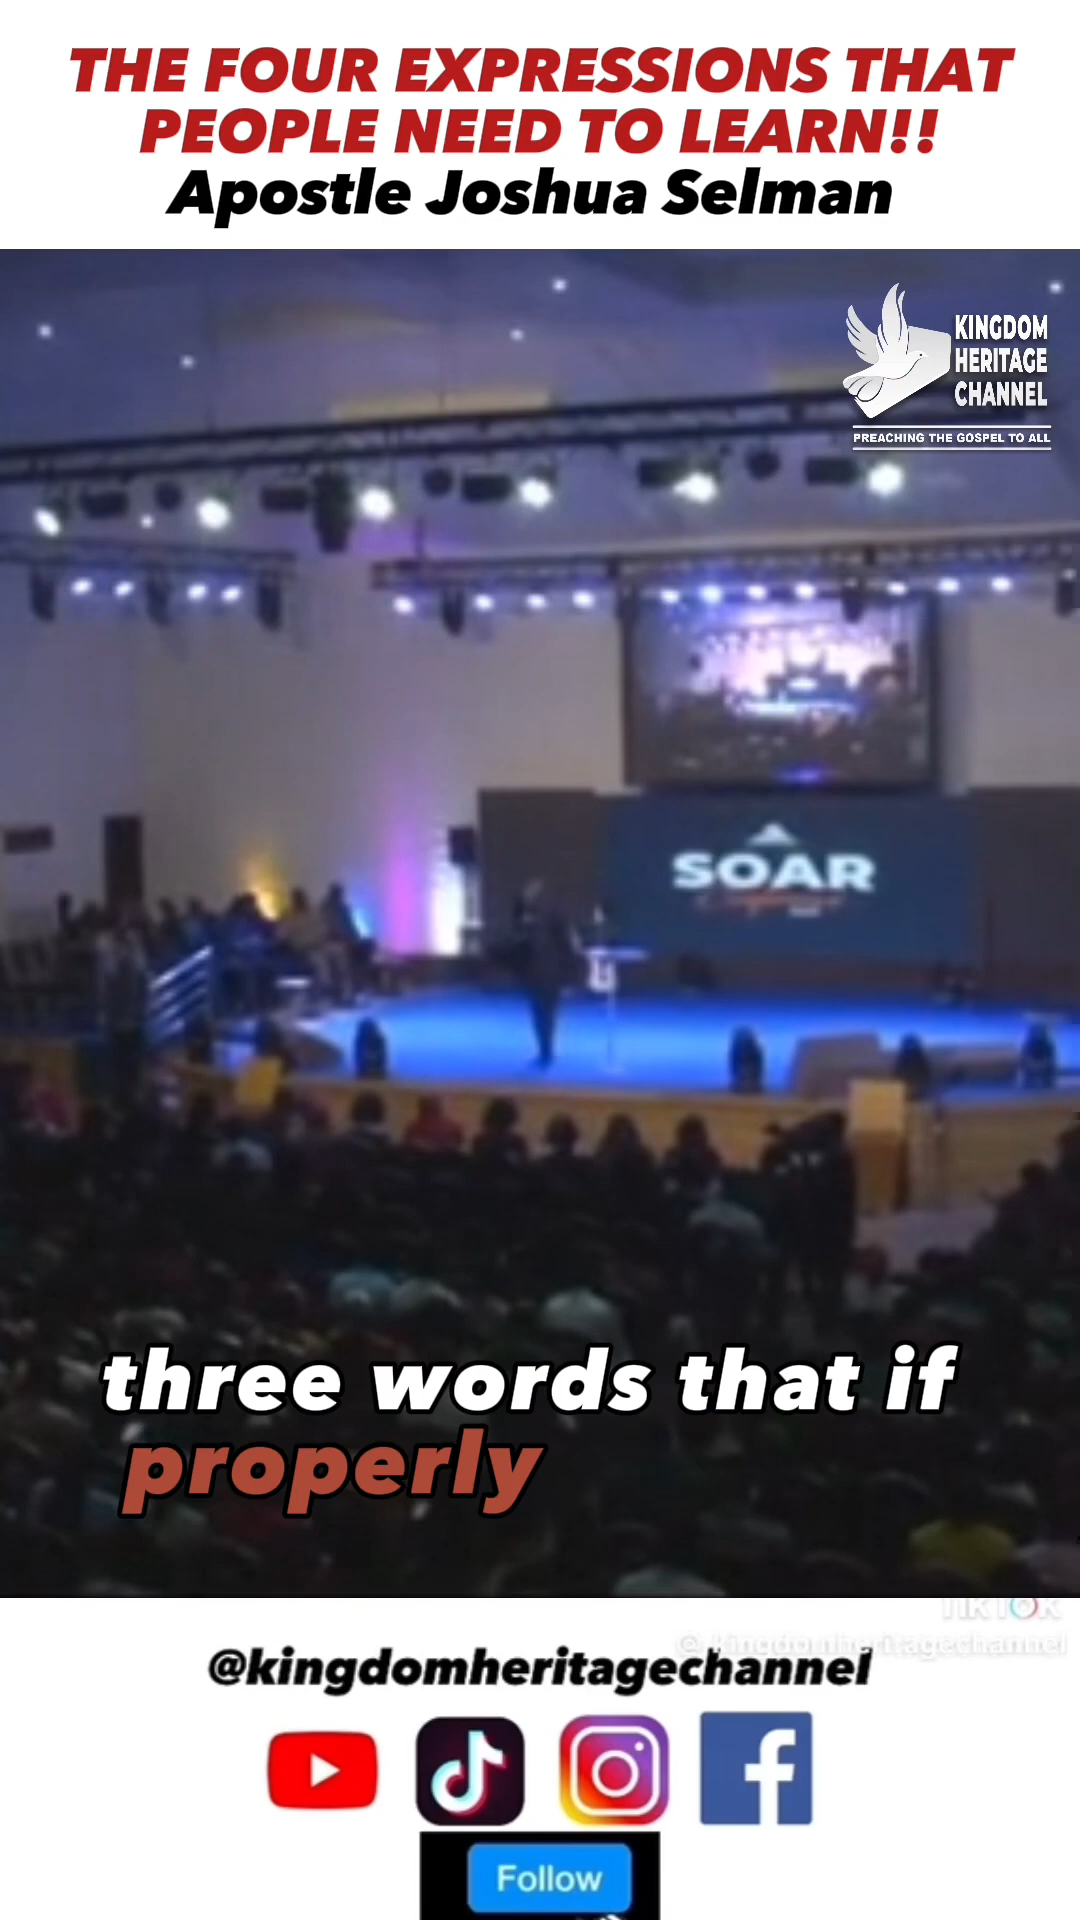 THE FOUR EXPRESSIONS THAT
PEOPLE NEED TO LEARN!!
Apostle Joshua Selman
KINGDOM
HERITAGE
CHANNEL
PREACHING THE GOSPEL TO ALL
SOAR
three words that if
properly
TIKTOK
@kingdomheritagechannel
@kingdomheritagechannel
Follow